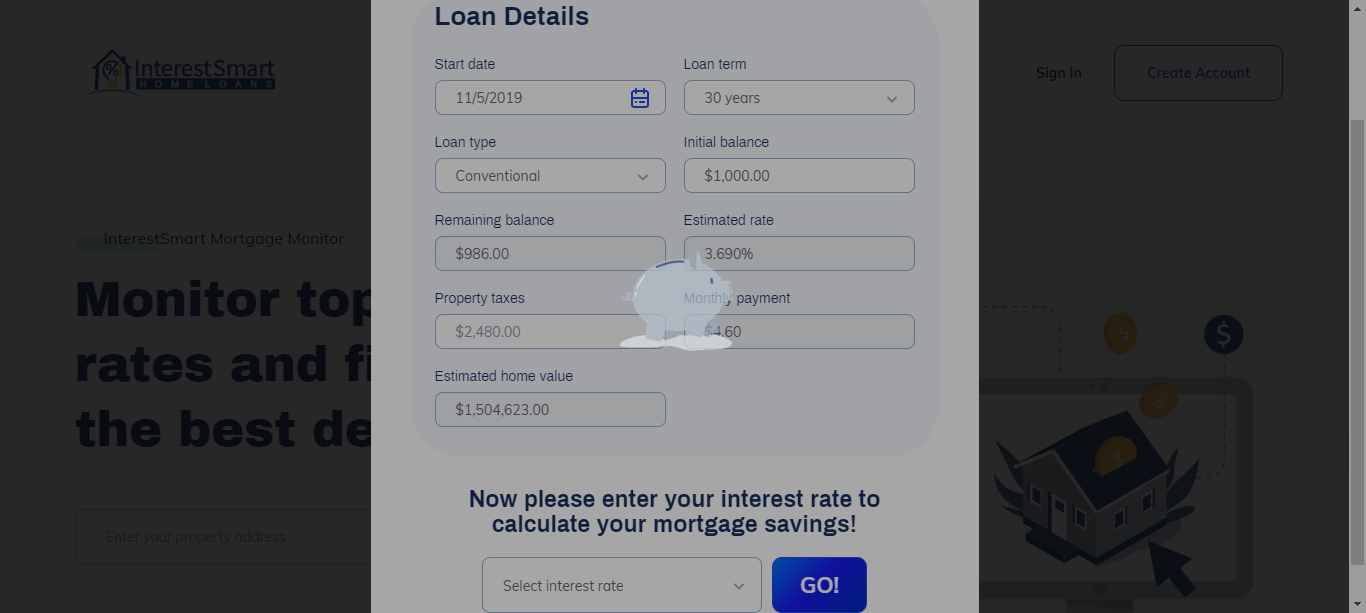 Loan Details
InterestSmart
HOME LOANS
Sign In
Create Account
Start date
Loan term
11/5/2019
30 years
Loan type
Initial balance
Conventional
$1,000.00
Remaining balance
Estimated rate
$986.00
3.690%
Property taxes
Monthly payment
$2,480.00
$4.60
Estimated home value
$1,504,623.00
InterestSmart Mortgage Monitor
Monitor top
rates and fi
the best de
Enter your property address
Now please enter your interest rate to
calculate your mortgage savings!
Select interest rate
GO!